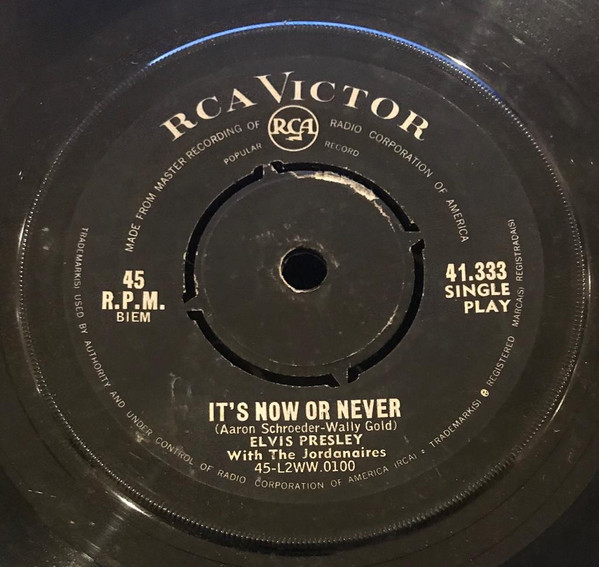 RCA VICTOR
RCA
MADE FROM MASTER RECORDING OF RADIO CORPORATION OF AMERICA
POPULAR RECORD
45
R.P.M.
BIEM
41.333
SINGLE
PLAY
IT'S NOW OR NEVER
(Aaron Schroeder-Wally Gold)
ELVIS PRESLEY
With The Jordanaires
45-L2WW.0100
TRADEMARK(S) USED BY AUTHORITY AND UNDER CONTROL OF RADIO CORPORATION OF AMERICA (RCA) • TRADEMARK(S) ® REGISTERED MARCA(S) REGISTRADA(S)